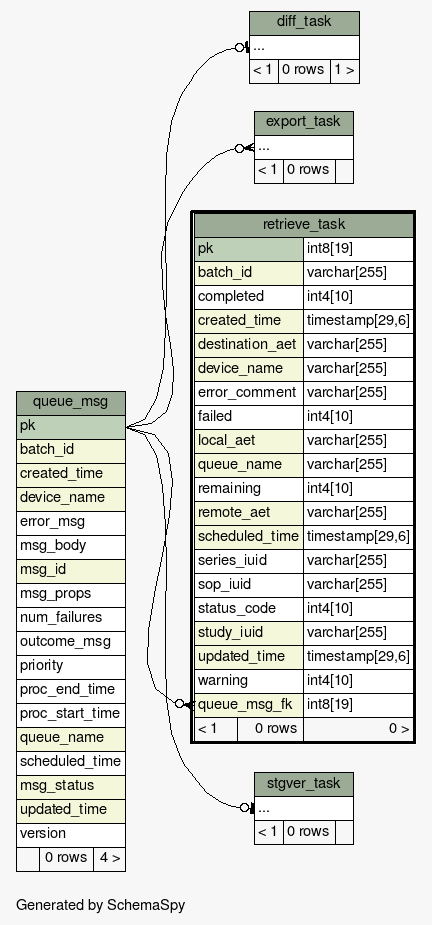 diff_task
...
< 1 0 rows 1 >
export_task
...
< 1 0 rows
retrieve_task
pk int8[19]
batch_id varchar[255]
completed int4[10]
created_time timestamp[29,6]
destination_aet varchar[255]
device_name varchar[255]
error_comment varchar[255]
failed int4[10]
local_aet varchar[255]
queue_name varchar[255]
remaining int4[10]
remote_aet varchar[255]
scheduled_time timestamp[29,6]
series_iuid varchar[255]
sop_iuid varchar[255]
status_code int4[10]
study_iuid varchar[255]
updated_time timestamp[29,6]
warning int4[10]
queue_msg_fk int8[19]
< 1 0 rows 0 >
queue_msg
pk
batch_id
created_time
device_name
error_msg
msg_body
msg_id
msg_props
num_failures
outcome_msg
priority
proc_end_time
proc_start_time
queue_name
scheduled_time
msg_status
updated_time
version
0 rows 4 >
stgver_task
...
< 1 0 rows
Generated by SchemaSpy